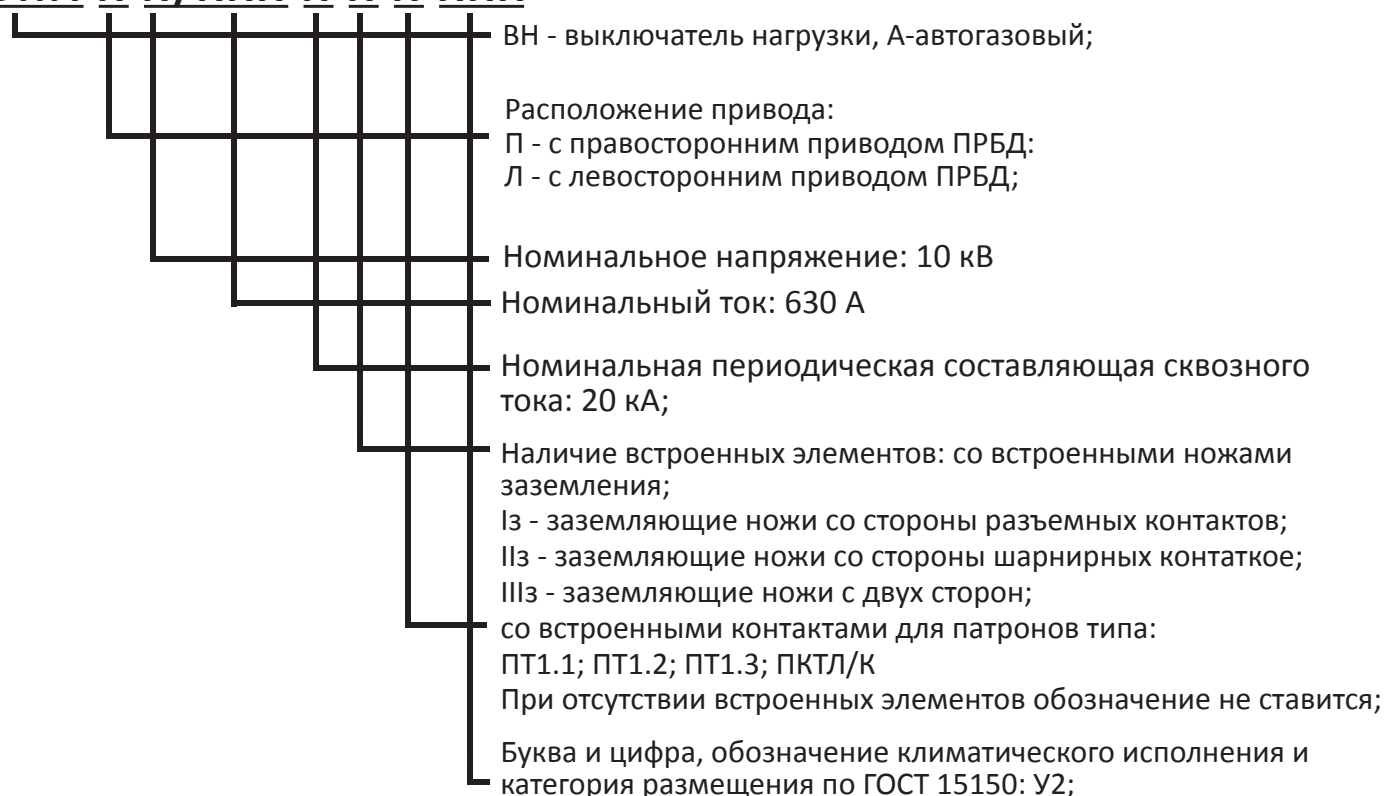 ВН - выключатель нагрузки, А-автогазовый;
Расположение привода:
П - с правосторонним приводом ПРБД:
Л - с левосторонним приводом ПРБД;
Номинальное напряжение: 10 кВ
Номинальный ток: 630 А
Номинальная периодическая составляющая сквозного
тока: 20 кА;
Наличие встроенных элементов: со встроенными ножами
заземления;
Iз - заземляющие ножи со стороны разъемных контактов;
IIз - заземляющие ножи со стороны шарнирных контаткое;
IIIз - заземляющие ножи с двух сторон;
со встроенными контактами для патронов типа:
ПТ1.1; ПТ1.2; ПТ1.3; ПКТЛ/К
При отсутствии встроенных элементов обозначение не ставится;
Буква и цифра, обозначение климатического исполнения и
категория размещения по ГОСТ 15150: У2;